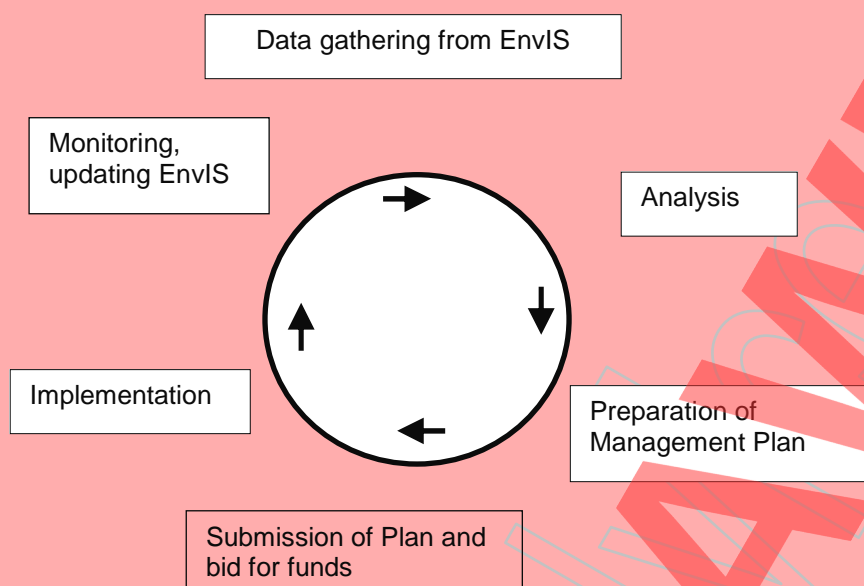 Data gathering from EnvIS
Monitoring,
updating EnvIS
Analysis
Implementation
Preparation of
Management Plan
Submission of Plan and
bid for funds